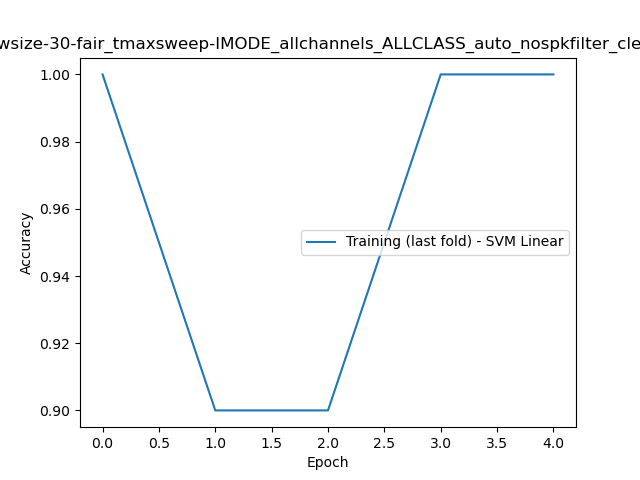 wsize-30-fair_tmaxsweep-IMODE_allchannels_ALLCLASS_auto_nospkfilter_cle
1.00
0.98
0.96
0.94
0.92
0.90
Accuracy
Training (last fold) - SVM Linear
0.0 0.5 1.0 1.5 2.0 2.5 3.0 3.5 4.0
Epoch